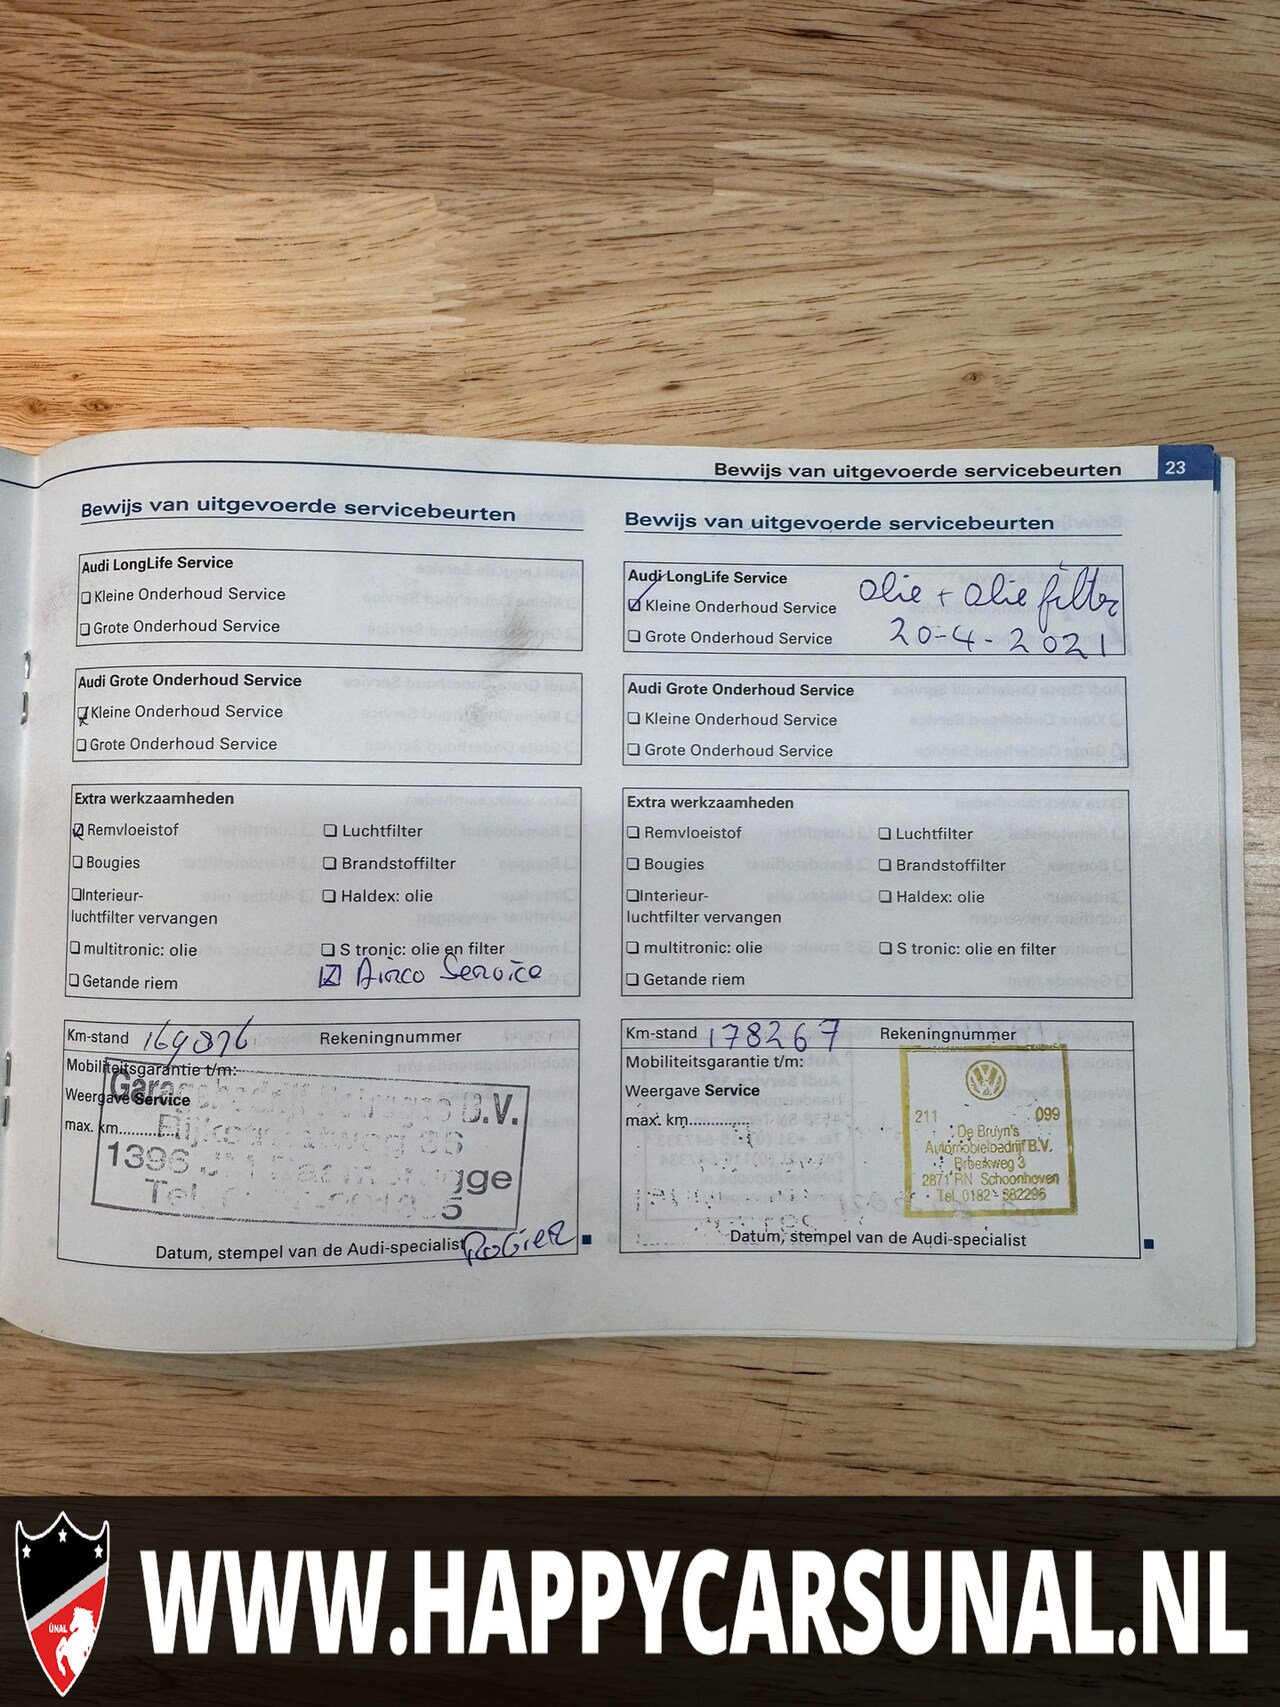 Bewijs van uitgevoerde servicebeurten 23
Bewijs van uitgevoerde servicebeurten
Audi LongLife Service
Kleine Onderhoud Service
Grote Onderhoud Service
Audi Grote Onderhoud Service
Kleine Onderhoud Service
Grote Onderhoud Service
Extra werkzaamheden
Remvloeistof
Luchtfilter
Bougies
Brandstoffilter
Interieur-
luchtfilter vervangen
Haldex: olie
multitronic: olie
S tronic: olie en filter
Getande riem
Airco Service
Km-stand 169876
Rekeningnummer
Mobiliteitsgarantie t/m:
Weergave Service
max. km
B.V.
1396
Tel.
Datum, stempel van de Audi-specialist
Rogier
Bewijs van uitgevoerde servicebeurten
Audi LongLife Service
Kleine Onderhoud Service
Grote Onderhoud Service
olie + olie filter
20-4-2021
Audi Grote Onderhoud Service
Kleine Onderhoud Service
Grote Onderhoud Service
Extra werkzaamheden
Remvloeistof
Luchtfilter
Bougies
Brandstoffilter
Interieur-
luchtfilter vervangen
Haldex: olie
multitronic: olie
S tronic: olie en filter
Getande riem
Km-stand 178267
Rekeningnummer
Mobiliteitsgarantie t/m:
Weergave Service
max. km
211 099
De Bruyn's
Automobielbedrijf B.V.
Broekweg 3
2871 RN Schoonhoven
Tel. 0182 - 382296
Datum, stempel van de Audi-specialist
ÜNAL
WWW.HAPPYCARSUNAL.NL